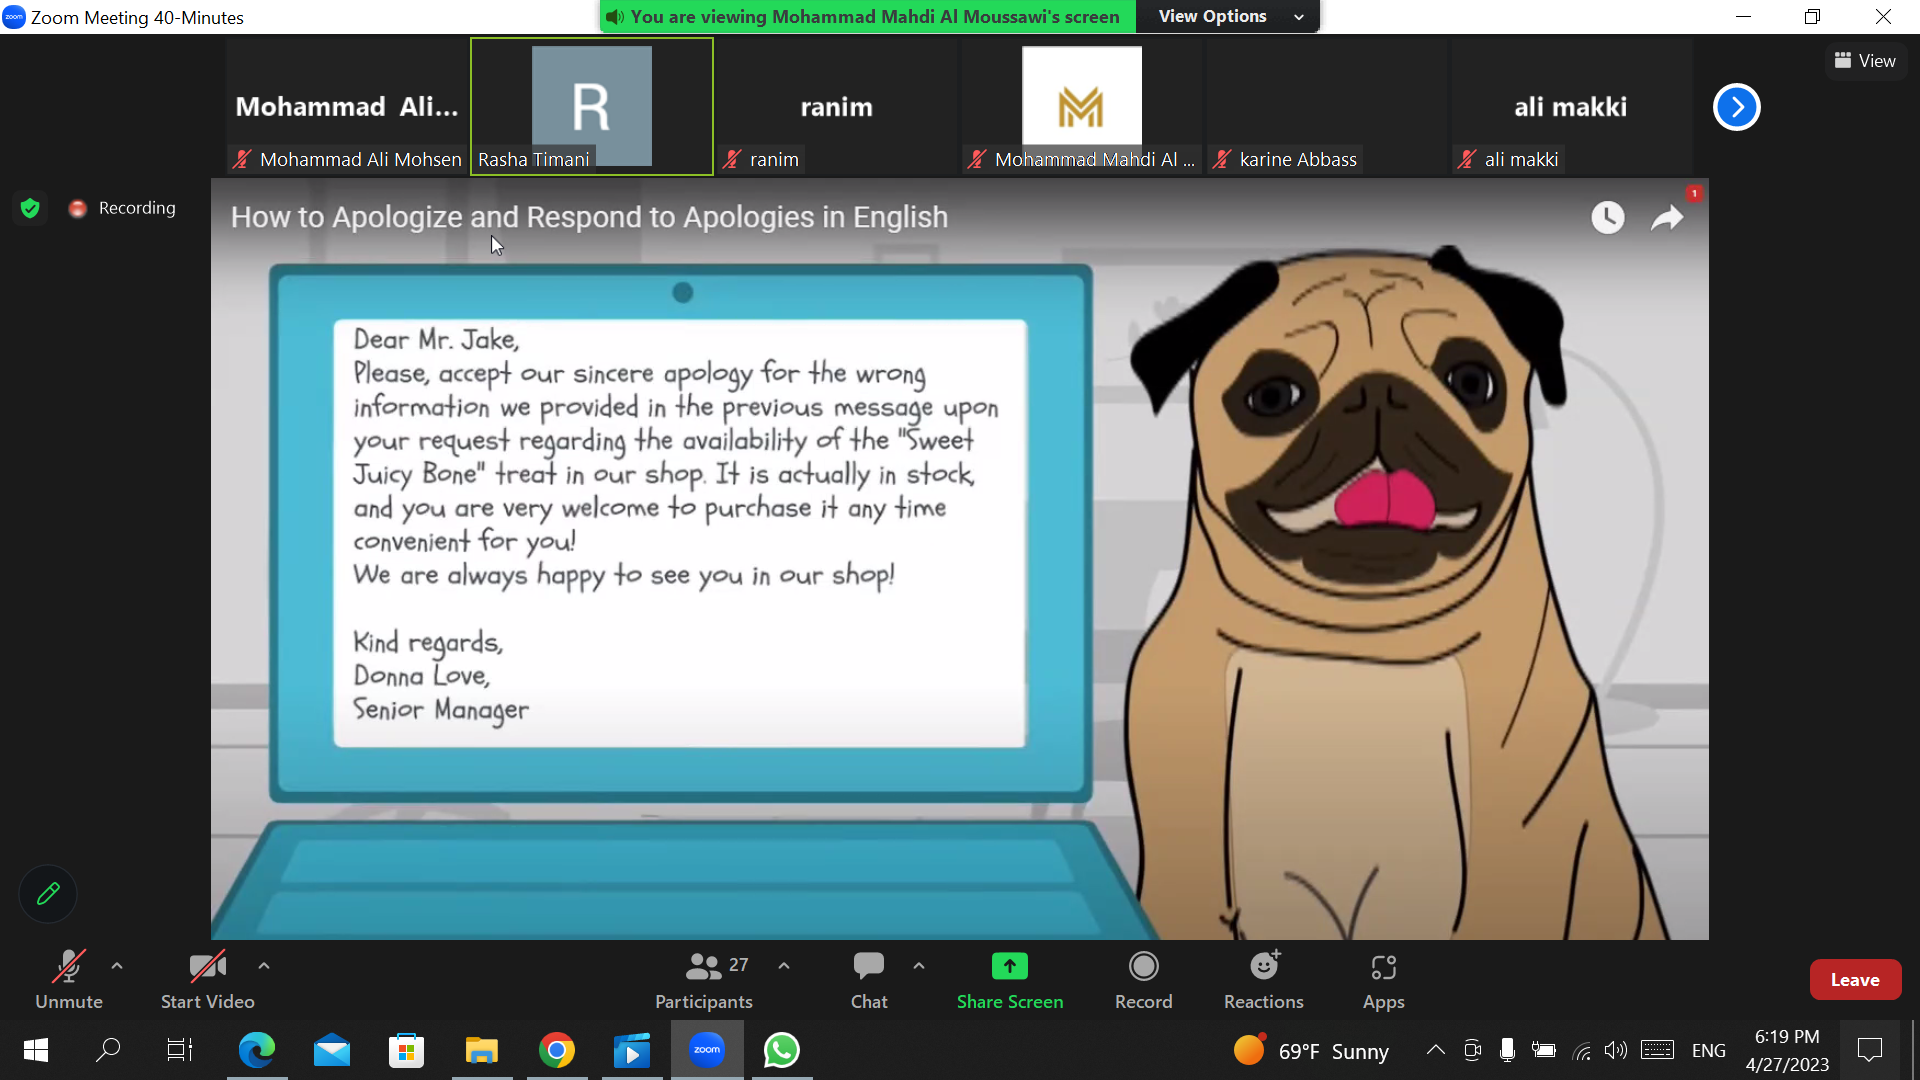 Zoom Meeting 40-Minutes
You are viewing Mohammad Mahdi Al Moussawi's screen
View Options
View
Mohammad Ali...
R
ranim
M
ali makki
Mohammad Ali Mohsen
Rasha Timani
ranim
Mohammad Mahdi Al ...
karine Abbass
ali makki
Recording
How to Apologize and Respond to Apologies in English
1
Dear Mr. Jake,
Please, accept our sincere apology for the wrong
information we provided in the previous message upon
your request regarding the availability of the "Sweet
Juicy Bone" treat in our shop. It is actually in stock,
and you are very welcome to purchase it any time
convenient for you!
We are always happy to see you in our shop!
Kind regards,
Donna Love,
Senior Manager
27
Unmute
Start Video
Participants
Chat
Share Screen
Record
Reactions
Apps
Leave
zoom
69°F Sunny
ENG
6:19 PM
4/27/2023